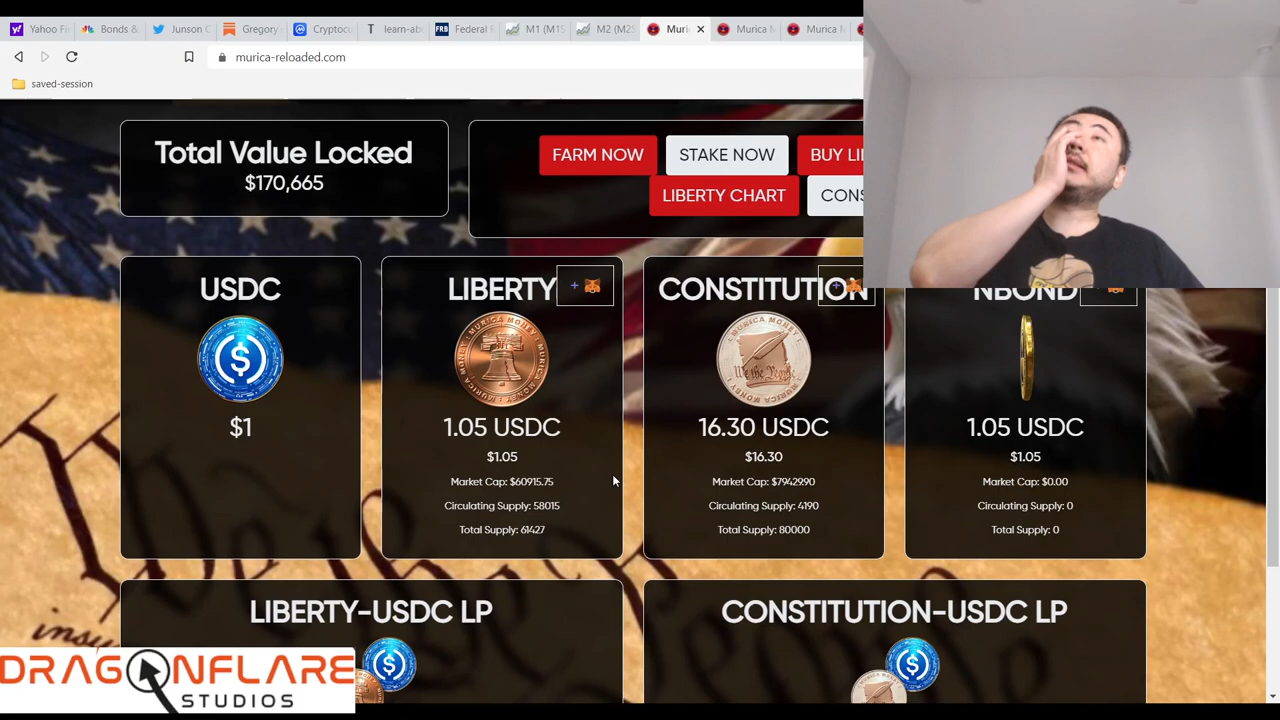 Yahoo Fi
Bonds &
Junson C
Gregory
Cryptocu
learn-abo
Federal R
M1 (M1S
M2 (M2S
Muri
Murica M
Murica M
murica-reloaded.com
saved-session
Total Value Locked
$170,665
FARM NOW
STAKE NOW
BUY LI
LIBERTY CHART
CONS
USDC
$1
LIBERTY
1.05 USDC
$1.05
Market Cap: $60915.75
Circulating Supply: 58015
Total Supply: 61427
CONSTITUTION
16.30 USDC
$16.30
Market Cap: $79429.90
Circulating Supply: 4190
Total Supply: 80000
NBOND
1.05 USDC
$1.05
Market Cap: $0.00
Circulating Supply: 0
Total Supply: 0
LIBERTY-USDC LP
CONSTITUTION-USDC LP
DRAGONFLARE
STUDIOS